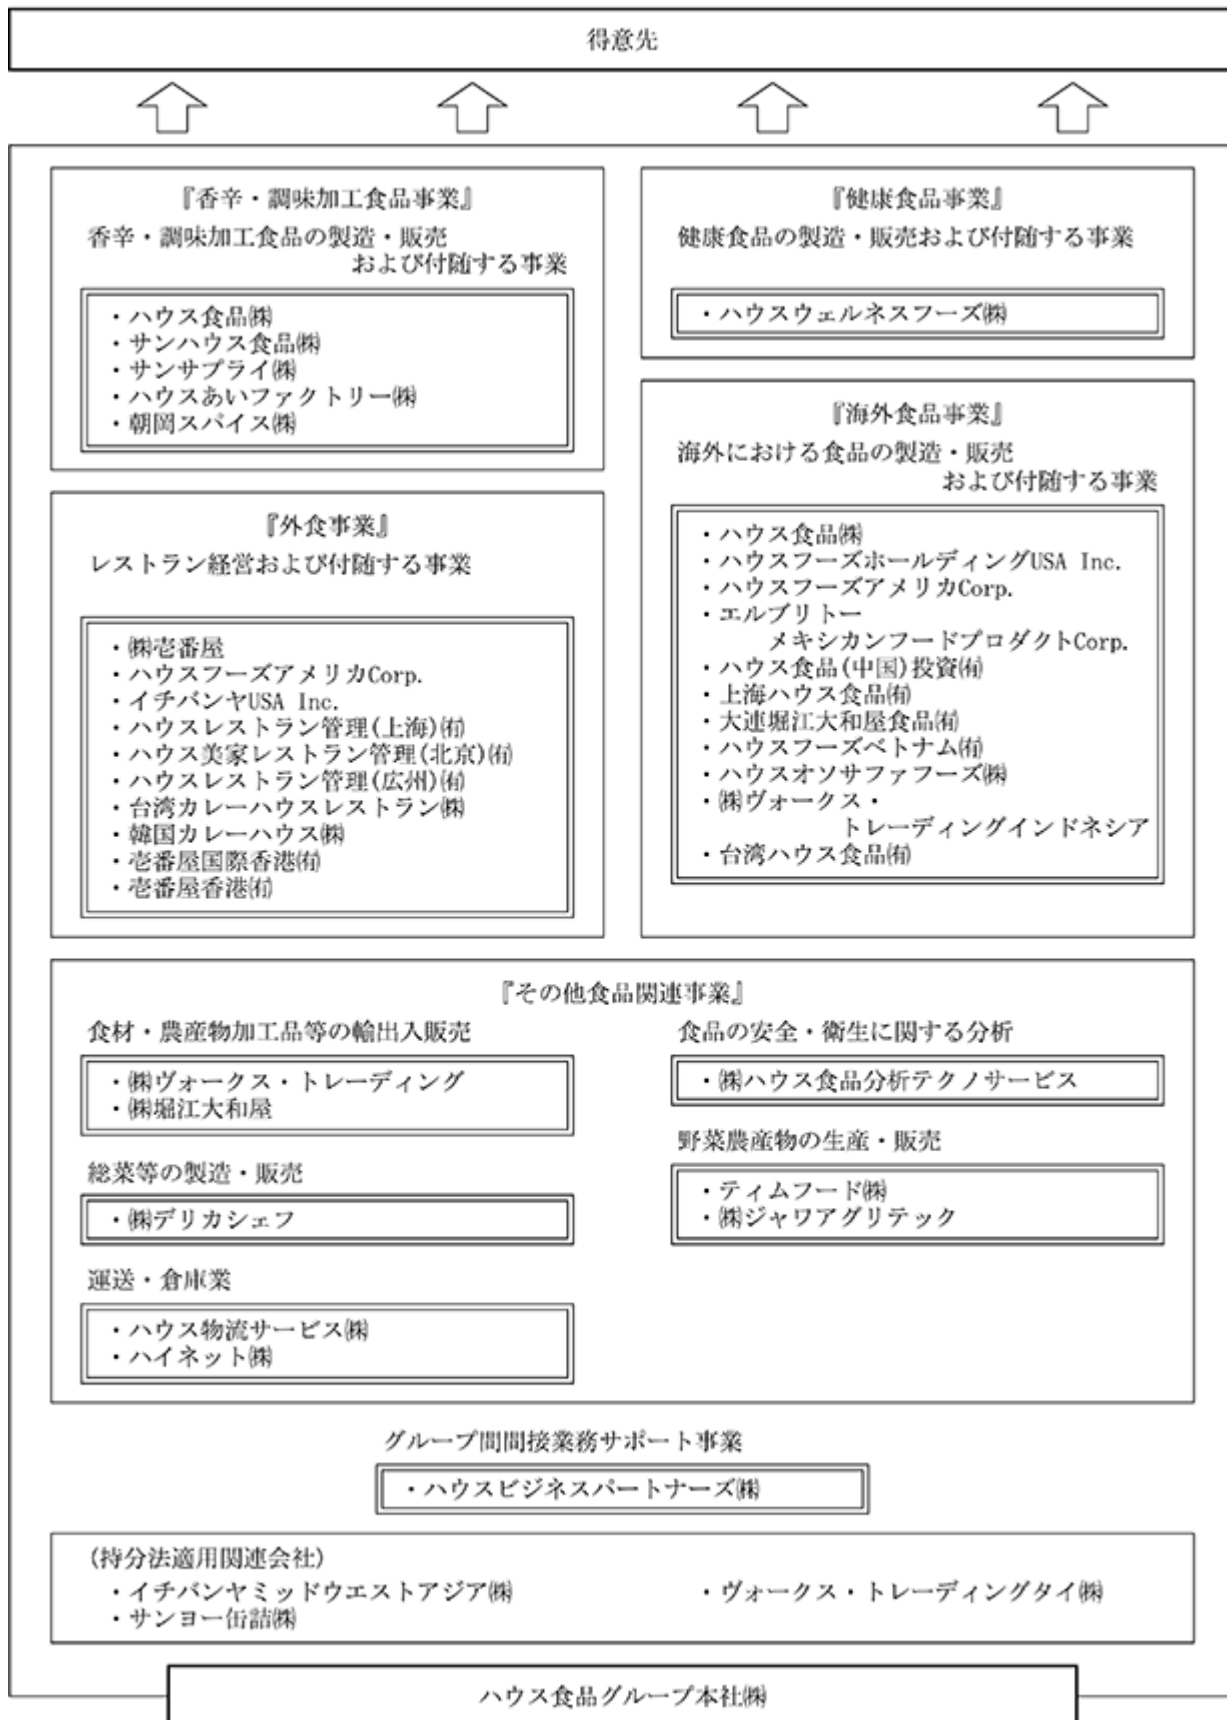 得意先
『香辛・調味加工食品事業』
香辛・調味加工食品の製造・販売
および付随する事業
・ハウス食品㈱
・サンハウス食品㈱
・サンサプライ㈱
・ハウスあいファクトリー㈱
・朝岡スパイス㈱
『健康食品事業』
健康食品の製造・販売および付随する事業
・ハウスウェルネスフーズ㈱
『外食事業』
レストラン経営および付随する事業
・㈱壱番屋
・ハウスフーズアメリカCorp.
・イチバンヤUSA Inc.
・ハウスレストラン管理(上海)㈲
・ハウス美家レストラン管理(北京)㈲
・ハウスレストラン管理(広州)㈲
・台湾カレーハウスレストラン㈱
・韓国カレーハウス㈱
・壱番屋国際香港㈲
・壱番屋香港㈲
『海外食品事業』
海外における食品の製造・販売
および付随する事業
・ハウス食品㈱
・ハウスフーズホールディングUSA Inc.
・ハウスフーズアメリカCorp.
・エルブリトー
メキシカンフードプロダクトCorp.
・ハウス食品(中国)投資㈲
・上海ハウス食品㈲
・大連堀江大和屋食品㈲
・ハウスフーズベトナム㈲
・ハウスオソサファフーズ㈱
・㈱ヴォークス・
トレーディングインドネシア
・台湾ハウス食品㈲
『その他食品関連事業』
食材・農産物加工品等の輸出入販売
・㈱ヴォークス・トレーディング
・㈱堀江大和屋
総菜等の製造・販売
・㈱デリカシェフ
運送・倉庫業
・ハウス物流サービス㈱
・ハイネット㈱
食品の安全・衛生に関する分析
・㈱ハウス食品分析テクノサービス
野菜農産物の生産・販売
・ティムフード㈱
・㈱ジャワアグリテック
グループ間間接業務サポート事業
・ハウスビジネスパートナーズ㈱
(持分法適用関連会社)
・イチバンヤミッドウエストアジア㈱
・サンヨー缶詰㈱
・ヴォークス・トレーディングタイ㈱
ハウス食品グループ本社㈱